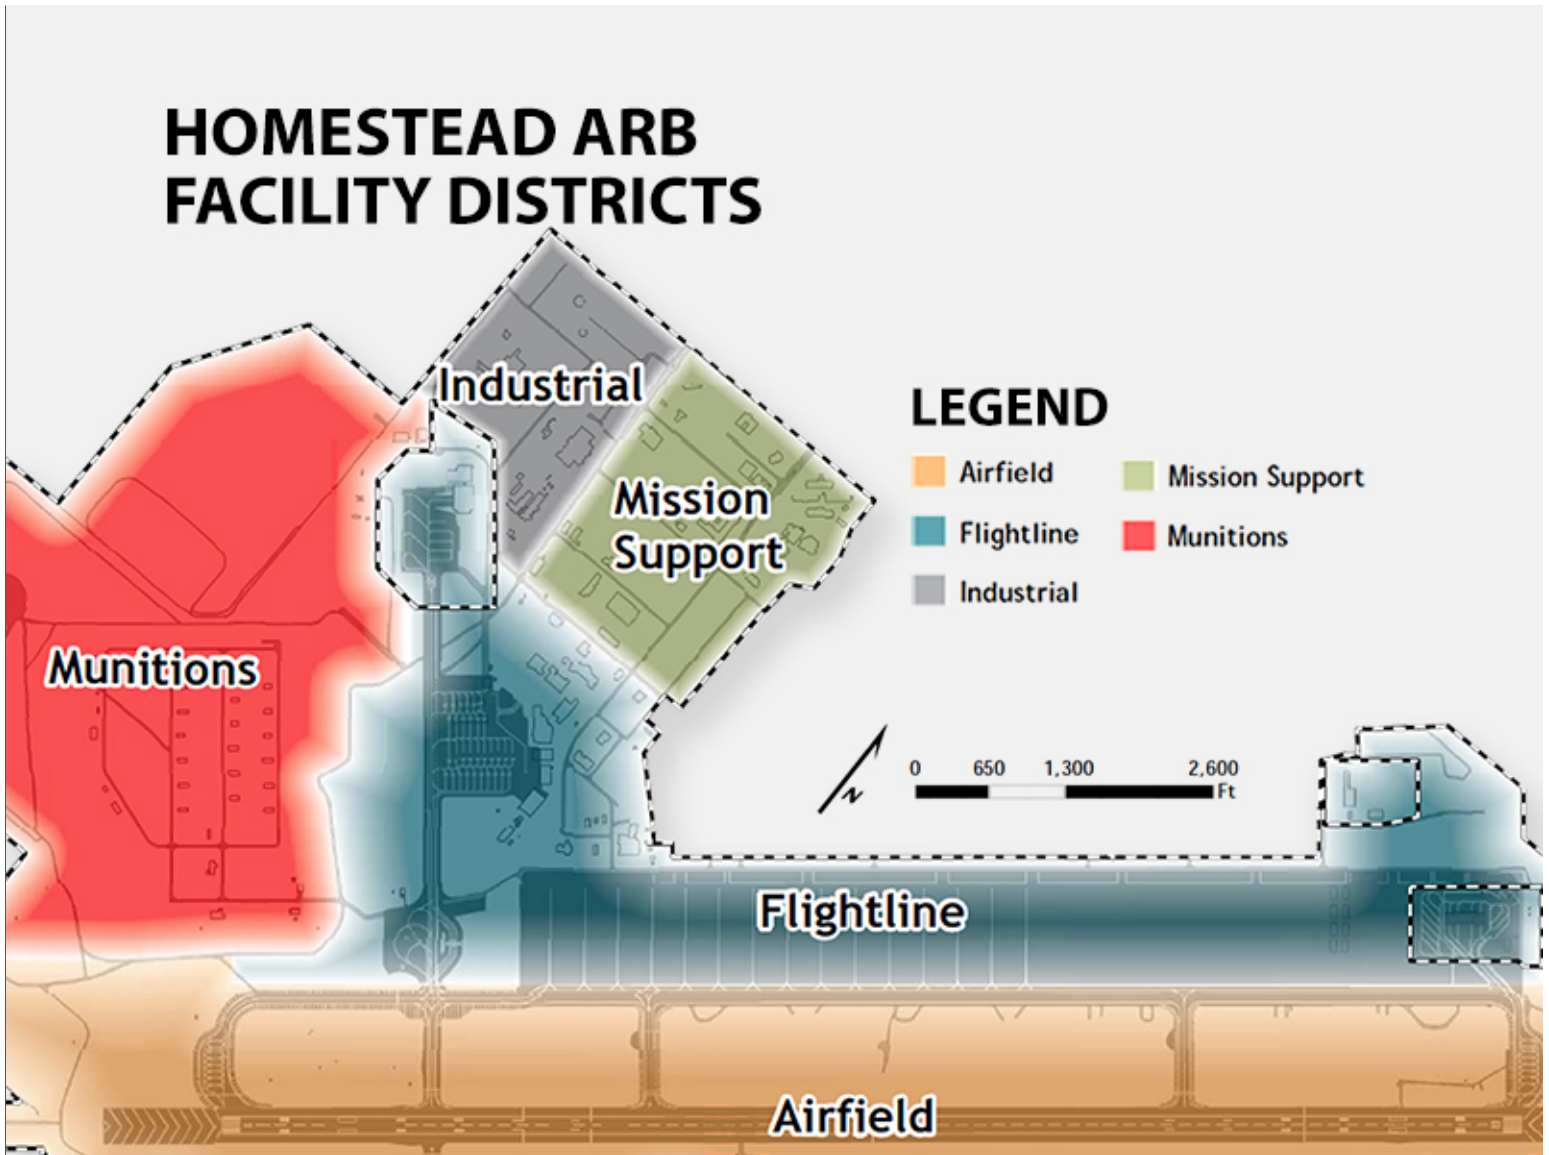 HOMESTEAD ARB
FACILITY DISTRICTS
Industrial
Mission
Support
Munitions
LEGEND
Airfield
Mission Support
Flightline
Munitions
Industrial
N
0 650 1,300 2,600
Ft
Flightline
Airfield